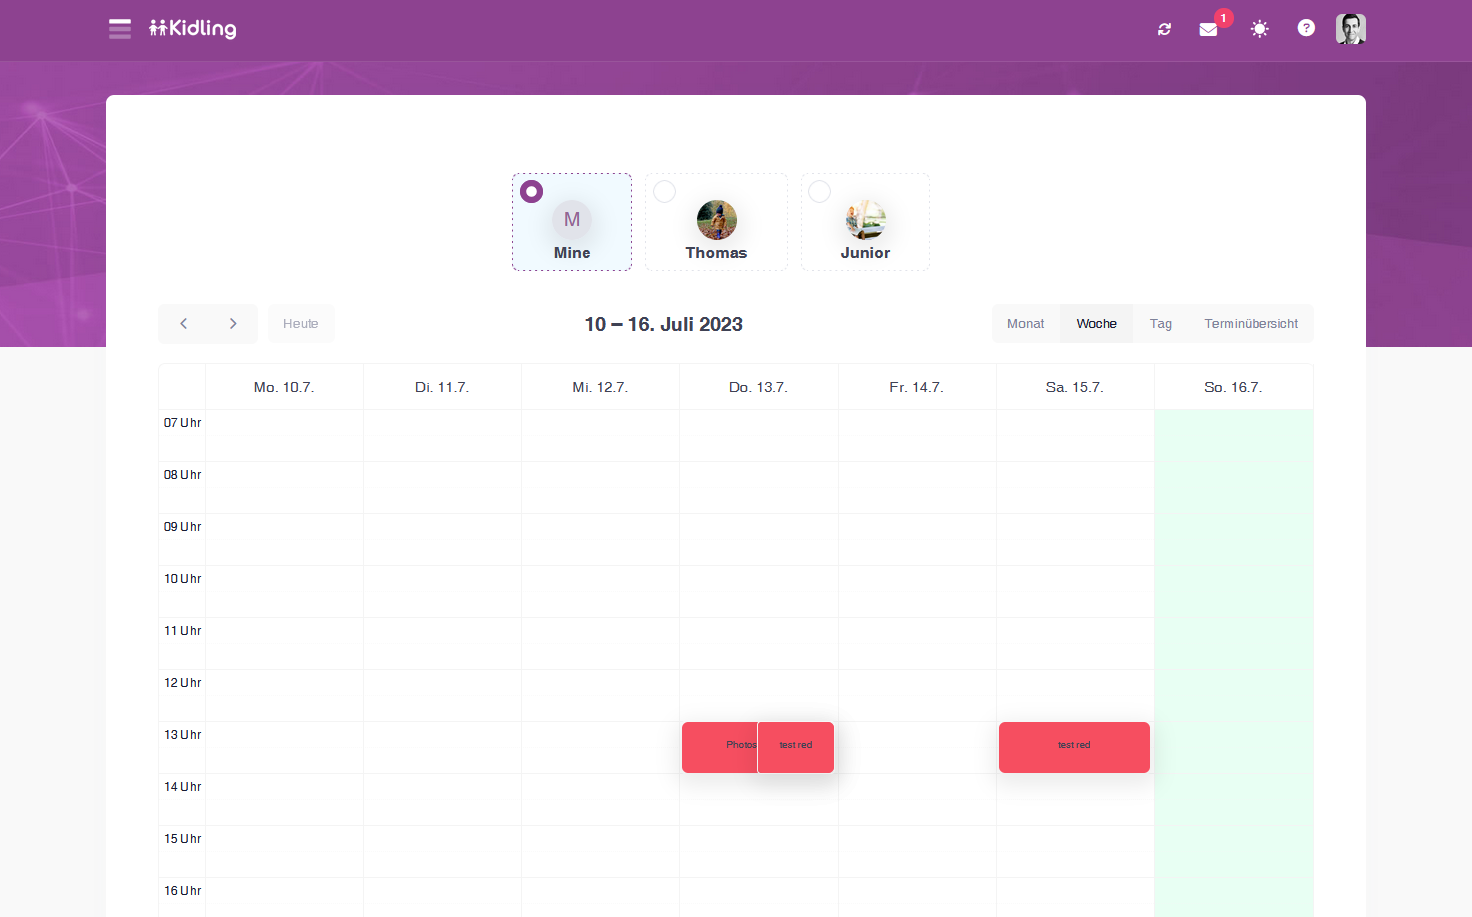 Kidling
1
?
M
Mine
Thomas
Junior
Heute
10 – 16. Juli 2023
Monat Woche Tag Terminübersicht
Mo. 10.7. Di. 11.7. Mi. 12.7. Do. 13.7. Fr. 14.7. Sa. 15.7. So. 16.7.
07 Uhr
08 Uhr
09 Uhr
10 Uhr
11 Uhr
12 Uhr
13 Uhr
Photos test red test red
14 Uhr
15 Uhr
16 Uhr